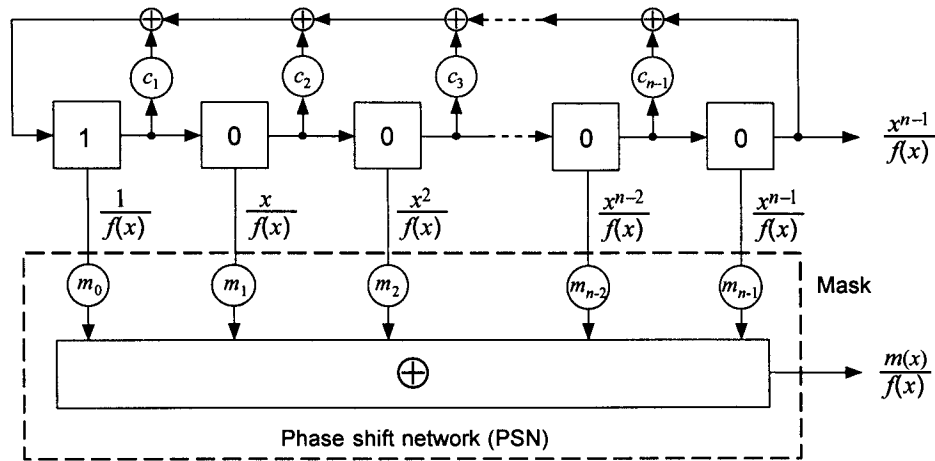 c₁ c₂ c₃ cₙ₋₁
1 0 0 0 0
xⁿ⁻¹/f(x)
1/f(x) x/f(x) x²/f(x) xⁿ⁻²/f(x) xⁿ⁻¹/f(x)
m₀ m₁ m₂ mₙ₋₂ mₙ₋₁
Mask
m(x)/f(x)
Phase shift network (PSN)